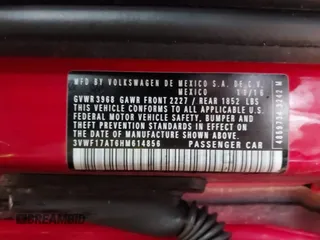 MFD BY VOLKSWAGEN DE MEXICO S.A. DE C.V.
MEXICO 10/16
GVWR 3968 GAWR FRONT 2227 / REAR 1852 LBS
THIS VEHICLE CONFORMS TO ALL APPLICABLE U.S.
FEDERAL MOTOR VEHICLE SAFETY, BUMPER AND
THEFT PREVENTION STANDARDS IN EFFECT ON THE
DATE OF MANUFACTURE SHOWN ABOVE
3VWF17AT6HM614856 PASSENGER CAR